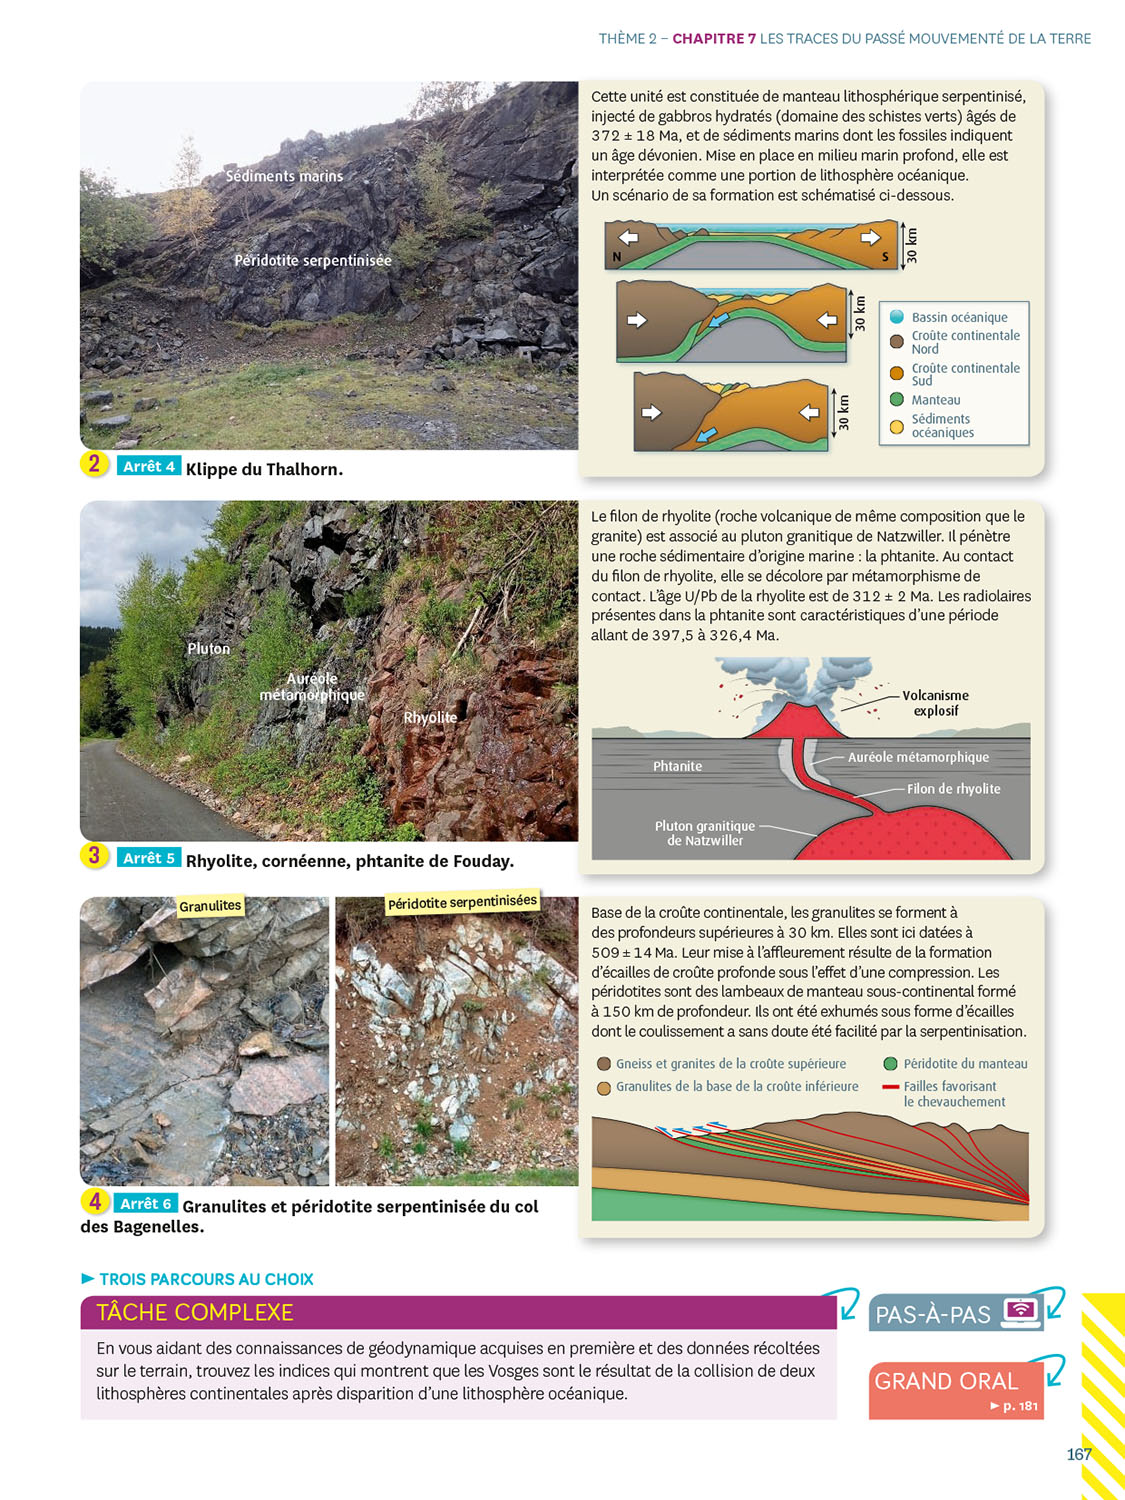 THÈME 2 – CHAPITRE 7 LES TRACES DU PASSÉ MOUVEMENTÉ DE LA TERRE
Sédiments marins
Péridotite serpentinisée
2 Arrêt 4 Klippe du Thalhorn.
Cette unité est constituée de manteau lithosphérique serpentinisé,
injecté de gabbros hydratés (domaine des schistes verts) âgés de
372 ± 18 Ma, et de sédiments marins dont les fossiles indiquent
un âge dévonien. Mise en place en milieu marin profond, elle est
interprétée comme une portion de lithosphère océanique.
Un scénario de sa formation est schématisé ci-dessous.
N
S
30 km
30 km
30 km
Bassin océanique
Croûte continentale
Nord
Croûte continentale
Sud
Manteau
Sédiments
océaniques
Pluton
Auréole
métamorphique
Rhyolite
3 Arrêt 5 Rhyolite, cornéenne, phtanite de Fouday.
Le filon de rhyolite (roche volcanique de même composition que le
granite) est associé au pluton granitique de Natzwiller. Il pénètre
une roche sédimentaire d’origine marine : la phtanite. Au contact
du filon de rhyolite, elle se décolore par métamorphisme de
contact. L’âge U/Pb de la rhyolite est de 312 ± 2 Ma. Les radiolaires
présentes dans la phtanite sont caractéristiques d’une période
allant de 397,5 à 326,4 Ma.
Volcanisme
explosif
Phtanite
Auréole métamorphique
Filon de rhyolite
Pluton granitique
de Natzwiller
Granulites
Péridotite serpentinisées
4 Arrêt 6 Granulites et péridotite serpentinisée du col
des Bagenelles.
Base de la croûte continentale, les granulites se forment à
des profondeurs supérieures à 30 km. Elles sont ici datées à
509 ± 14 Ma. Leur mise à l’affleurement résulte de la formation
d’écailles de croûte profonde sous l’effet d’une compression. Les
péridotites sont des lambeaux de manteau sous-continental formé
à 150 km de profondeur. Ils ont été exhumés sous forme d’écailles
dont le coulissement a sans doute été facilité par la serpentinisation.
Gneiss et granites de la croûte supérieure
Granulites de la base de la croûte inférieure
Péridotite du manteau
Failles favorisant
le chevauchement
► TROIS PARCOURS AU CHOIX
TÂCHE COMPLEXE
En vous aidant des connaissances de géodynamique acquises en première et des données récoltées
sur le terrain, trouvez les indices qui montrent que les Vosges sont le résultat de la collision de deux
lithosphères continentales après disparition d’une lithosphère océanique.
PAS-À-PAS
GRAND ORAL
► p. 181
167